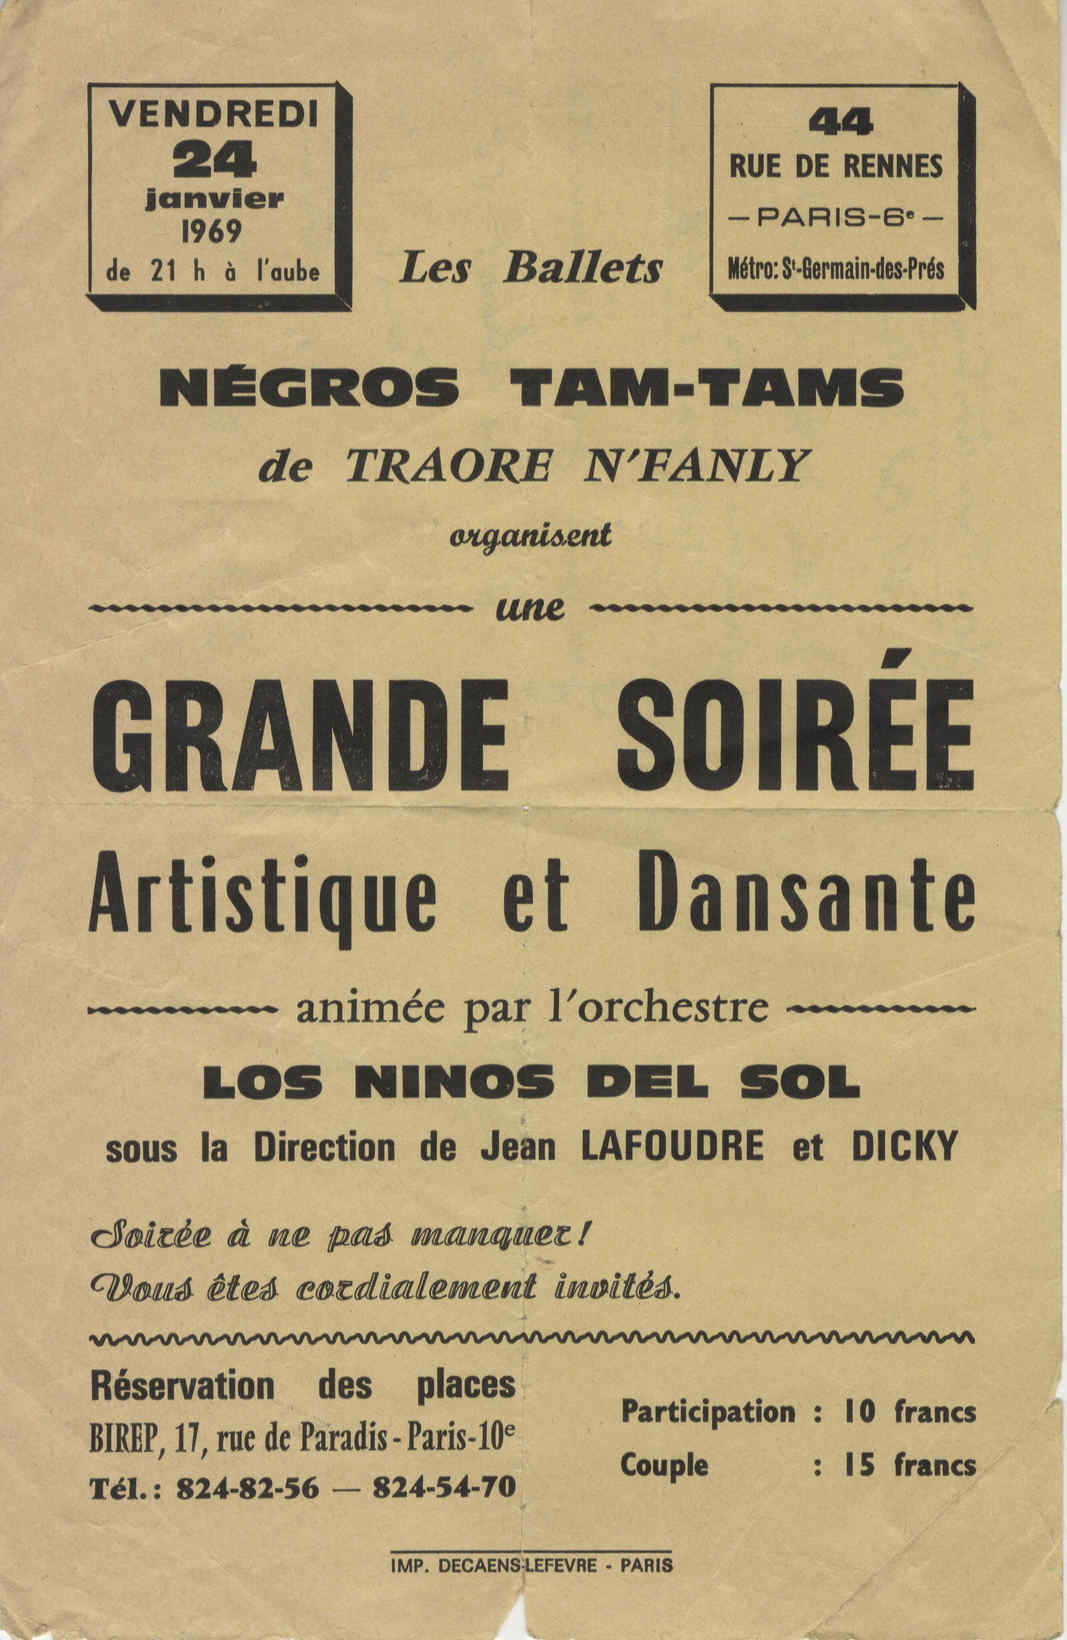 VENDREDI
24
janvier
1969
de 21 h à l'aube
44
RUE DE RENNES
— PARIS-6e —
Métro: St-Germain-des-Prés
Les Ballets
NÉGROS TAM-TAMS
de TRAORE N'FANLY
organisent
une
GRANDE SOIRÉE
Artistique et Dansante
animée par l'orchestre
LOS NINOS DEL SOL
sous la Direction de Jean LAFOUDRE et DICKY
Soirée à ne pas manquer !
Vous êtes cordialement invités.
Réservation des places
BIREP, 17, rue de Paradis - Paris-10e
Tél. : 824-82-56 — 824-54-70
Participation : 10 francs
Couple : 15 francs
IMP. DECAENS-LEFEVRE - PARIS